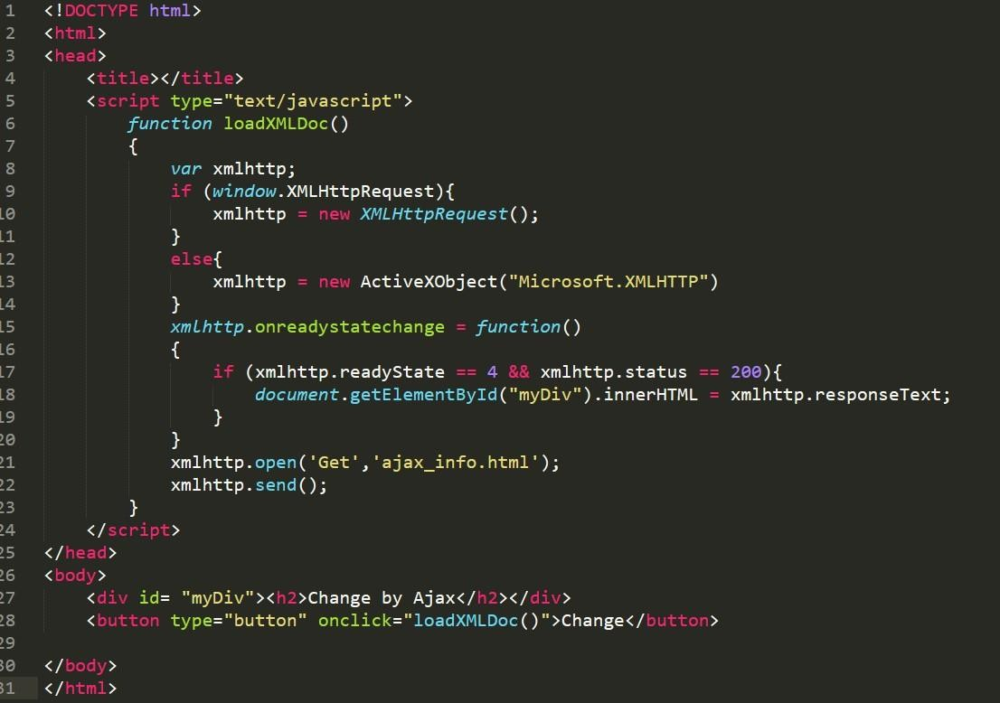 1 <!DOCTYPE html>
2 <html>
3 <head>
4     <title></title>
5     <script type="text/javascript">
6         function loadXMLDoc()
7         {
8             var xmlhttp;
9             if (window.XMLHttpRequest){
10                 xmlhttp = new XMLHttpRequest();
11             }
12             else{
13                 xmlhttp = new ActiveXObject("Microsoft.XMLHTTP")
14             }
15             xmlhttp.onreadystatechange = function()
16             {
17                 if (xmlhttp.readyState == 4 && xmlhttp.status == 200){
18                     document.getElementById("myDiv").innerHTML = xmlhttp.responseText;
19                 }
20             }
21             xmlhttp.open('Get','ajax_info.html');
22             xmlhttp.send();
23         }
24     </script>
25 </head>
26 <body>
27     <div id= "myDiv"><h2>Change by Ajax</h2></div>
28     <button type="button" onclick="loadXMLDoc()">Change</button>
29
30 </body>
31 </html>